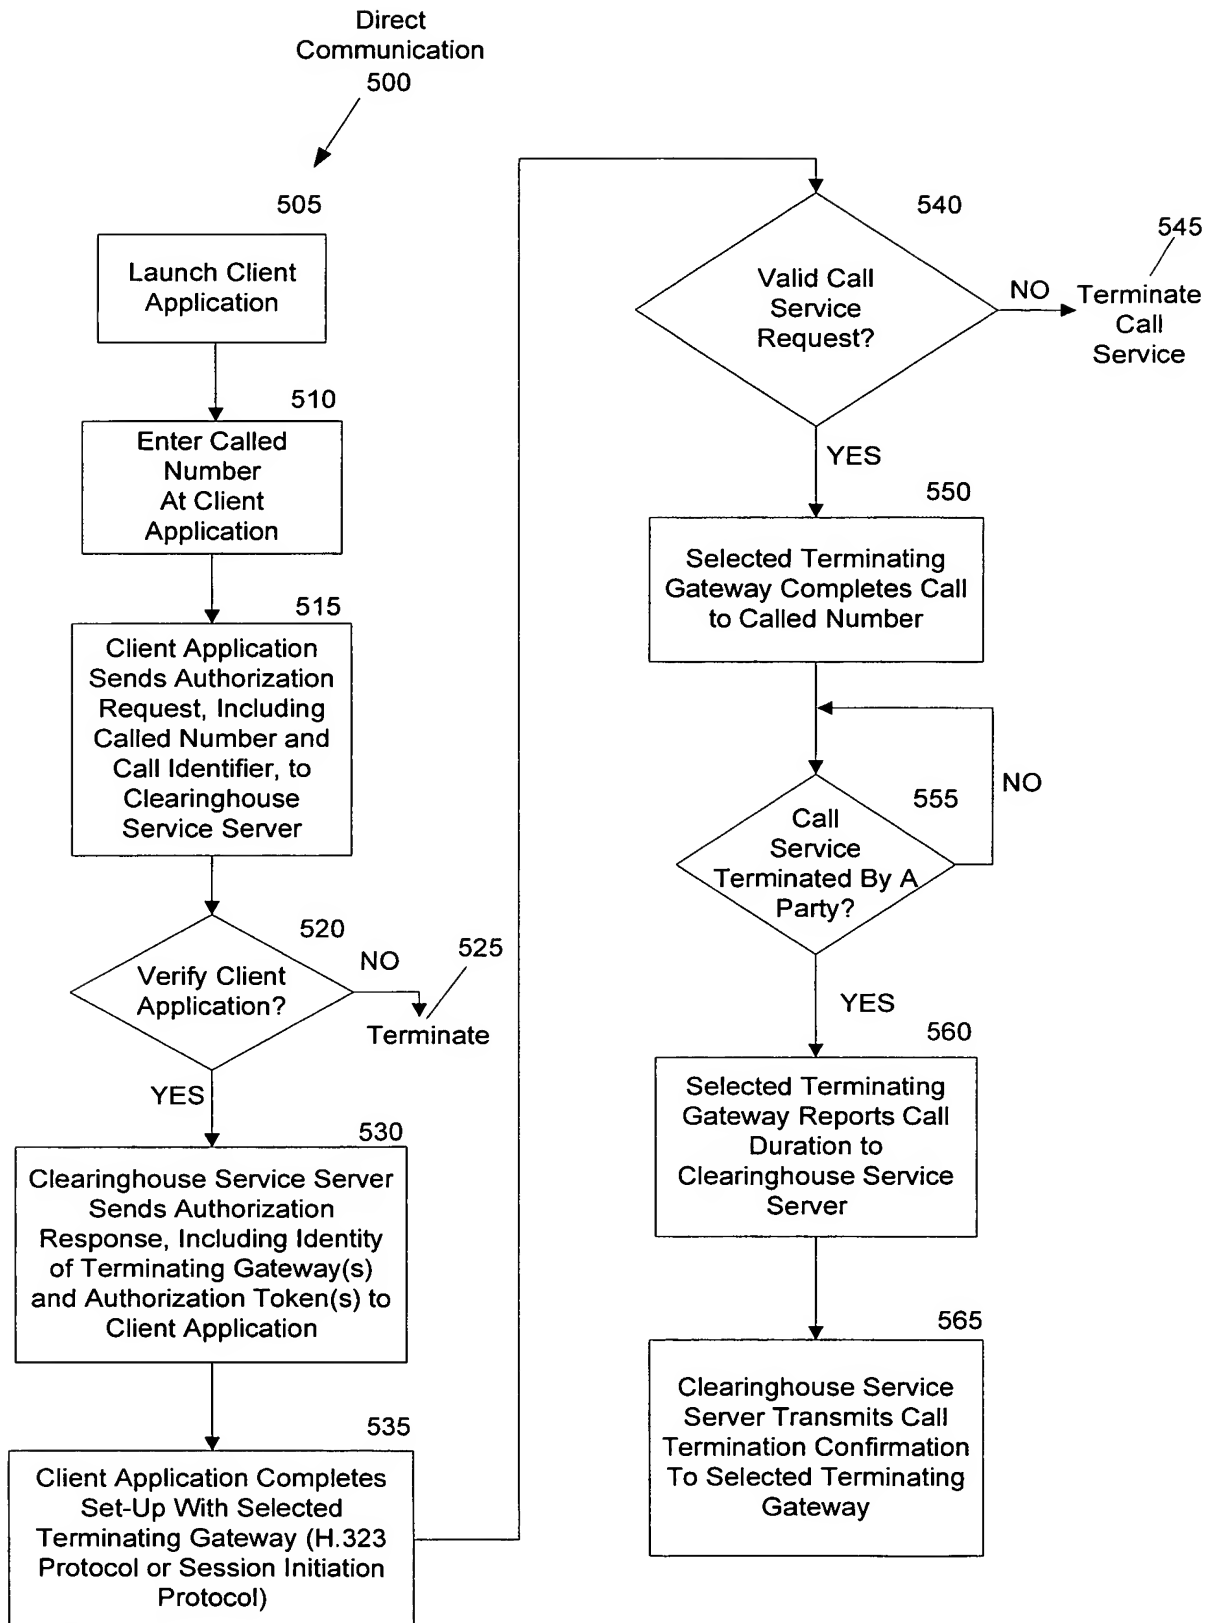 Direct
Communication
500
505
Launch Client
Application
510
Enter Called
Number
At Client
Application
515
Client Application
Sends Authorization
Request, Including
Called Number and
Call Identifier, to
Clearinghouse
Service Server
520
Verify Client
Application?
NO
525
Terminate
YES
530
Clearinghouse Service Server
Sends Authorization
Response, Including Identity
of Terminating Gateway(s)
and Authorization Token(s) to
Client Application
535
Client Application Completes
Set-Up With Selected
Terminating Gateway (H.323
Protocol or Session Initiation
Protocol)
540
Valid Call
Service
Request?
NO
545
Terminate
Call
Service
YES
550
Selected Terminating
Gateway Completes Call
to Called Number
555
Call
Service
Terminated By A
Party?
NO
YES
560
Selected Terminating
Gateway Reports Call
Duration to
Clearinghouse Service
Server
565
Clearinghouse Service
Server Transmits Call
Termination Confirmation
To Selected Terminating
Gateway